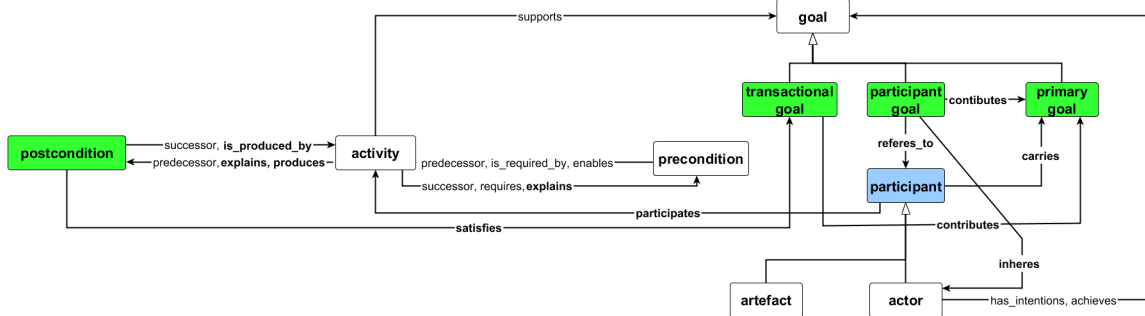 goal
supports
transactional
goal
participant
goal
primary
goal
contibutes
successor, is_produced_by
postcondition
predecessor, explains, produces
activity
predecessor, is_required_by, enables
successor, requires, explains
precondition
referes_to
carries
participant
participates
satisfies
contributes
inheres
artefact
actor
has_intentions, achieves